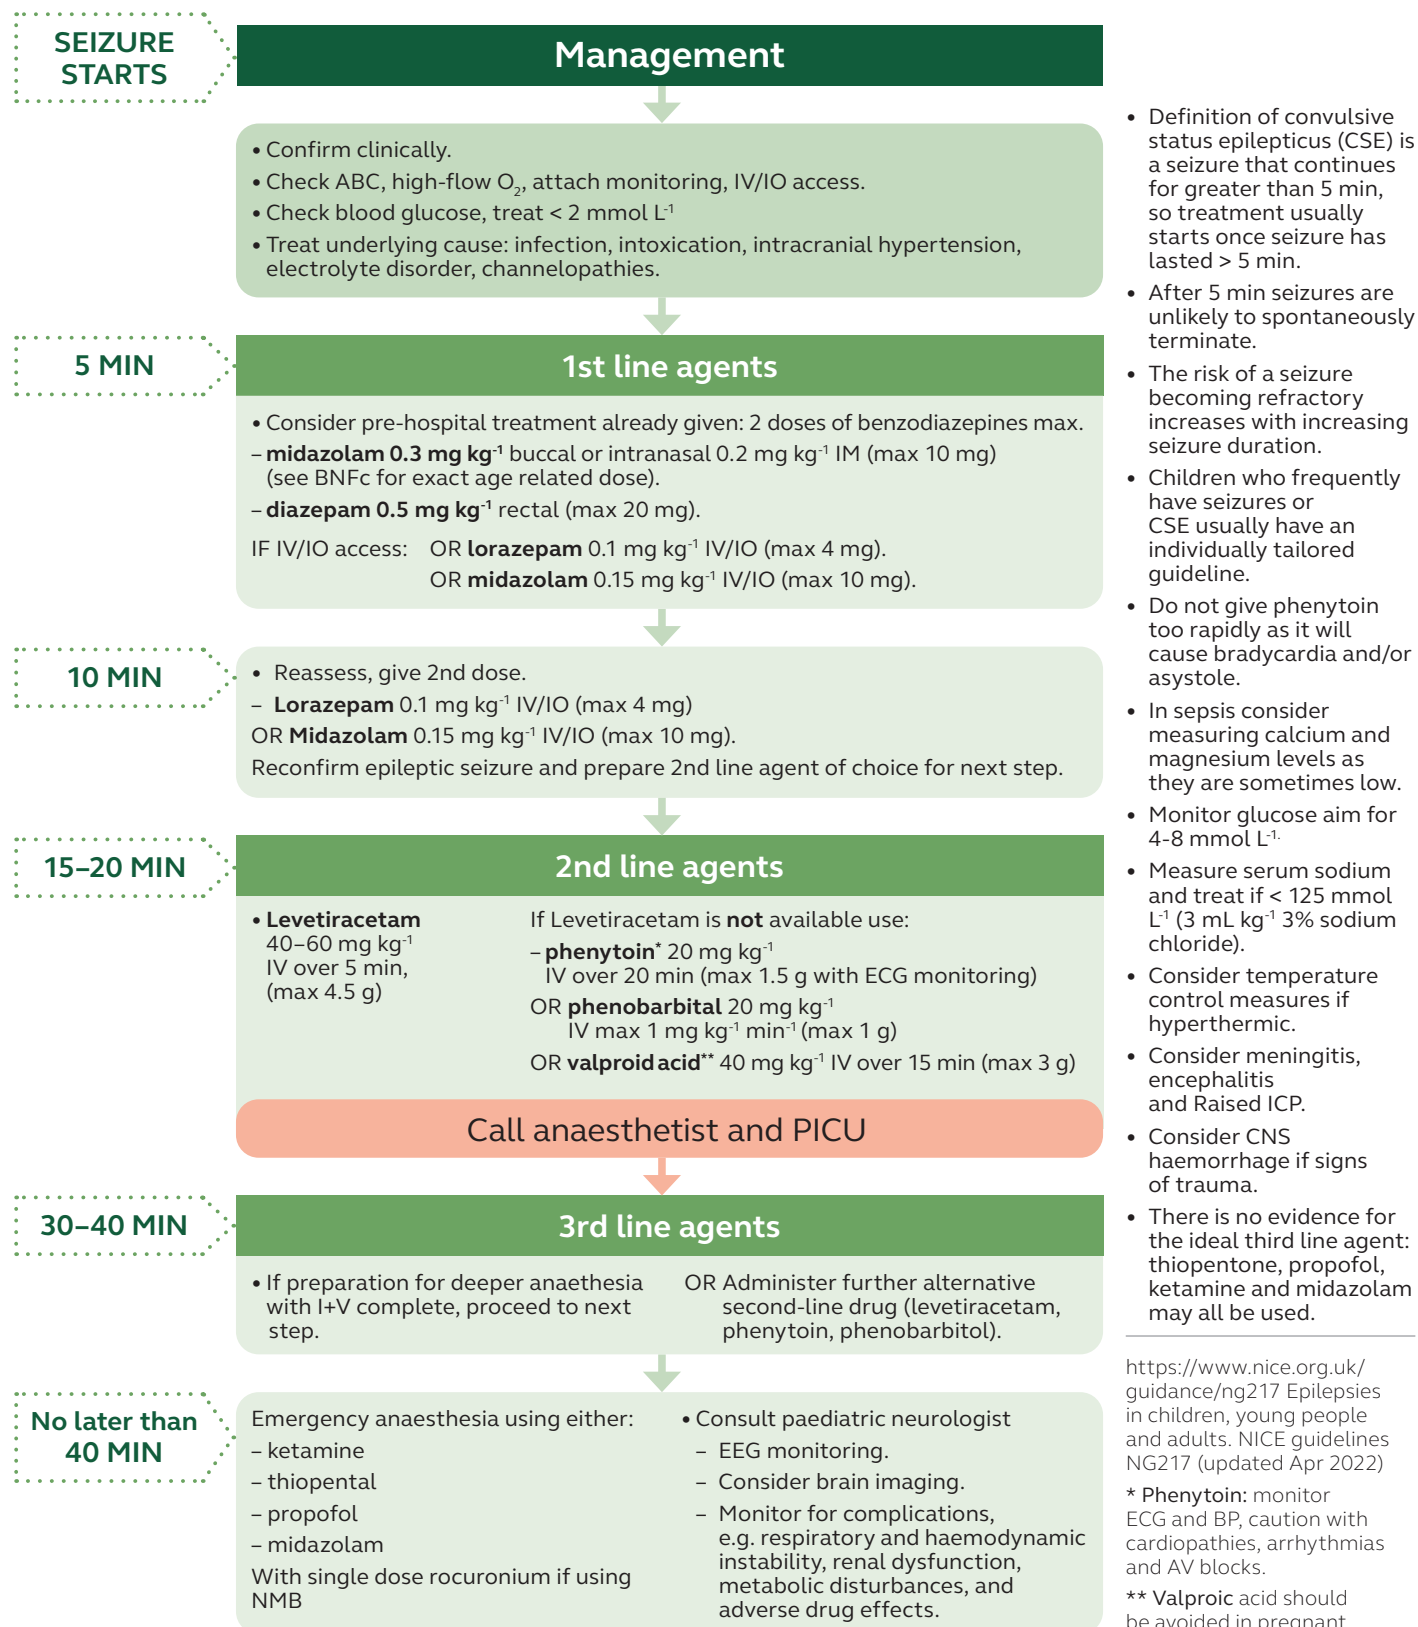 SEIZURE
STARTS
Management
• Confirm clinically.
• Check ABC, high-flow O₂, attach monitoring, IV/IO access.
• Check blood glucose, treat < 2 mmol L⁻¹
• Treat underlying cause: infection, intoxication, intracranial hypertension,
electrolyte disorder, channelopathies.
5 MIN
1st line agents
• Consider pre-hospital treatment already given: 2 doses of benzodiazepines max.
– midazolam 0.3 mg kg⁻¹ buccal or intranasal 0.2 mg kg⁻¹ IM (max 10 mg)
(see BNFc for exact age related dose).
– diazepam 0.5 mg kg⁻¹ rectal (max 20 mg).
IF IV/IO access: OR lorazepam 0.1 mg kg⁻¹ IV/IO (max 4 mg).
OR midazolam 0.15 mg kg⁻¹ IV/IO (max 10 mg).
10 MIN
• Reassess, give 2nd dose.
– Lorazepam 0.1 mg kg⁻¹ IV/IO (max 4 mg)
OR Midazolam 0.15 mg kg⁻¹ IV/IO (max 10 mg).
Reconfirm epileptic seizure and prepare 2nd line agent of choice for next step.
15–20 MIN
2nd line agents
• Levetiracetam
40–60 mg kg⁻¹
IV over 5 min,
(max 4.5 g)
If Levetiracetam is not available use:
– phenytoin* 20 mg kg⁻¹
IV over 20 min (max 1.5 g with ECG monitoring)
OR phenobarbital 20 mg kg⁻¹
IV max 1 mg kg⁻¹ min⁻¹ (max 1 g)
OR valproid acid** 40 mg kg⁻¹ IV over 15 min (max 3 g)
Call anaesthetist and PICU
30–40 MIN
3rd line agents
• If preparation for deeper anaethesia
with I+V complete, proceed to next
step.
OR Administer further alternative
second-line drug (levetiracetam,
phenytoin, phenobarbitol).
No later than
40 MIN
Emergency anaesthesia using either:
– ketamine
– thiopental
– propofol
– midazolam
With single dose rocuronium if using
NMB
• Consult paediatric neurologist
– EEG monitoring.
– Consider brain imaging.
– Monitor for complications,
e.g. respiratory and haemodynamic
instability, renal dysfunction,
metabolic disturbances, and
adverse drug effects.
• Definition of convulsive
status epilepticus (CSE) is
a seizure that continues
for greater than 5 min,
so treatment usually
starts once seizure has
lasted > 5 min.
• After 5 min seizures are
unlikely to spontaneously
terminate.
• The risk of a seizure
becoming refractory
increases with increasing
seizure duration.
• Children who frequently
have seizures or
CSE usually have an
individually tailored
guideline.
• Do not give phenytoin
too rapidly as it will
cause bradycardia and/or
asystole.
• In sepsis consider
measuring calcium and
magnesium levels as
they are sometimes low.
• Monitor glucose aim for
4-8 mmol L⁻¹·
• Measure serum sodium
and treat if < 125 mmol
L⁻¹ (3 mL kg⁻¹ 3% sodium
chloride).
• Consider temperature
control measures if
hyperthermic.
• Consider meningitis,
encephalitis
and Raised ICP.
• Consider CNS
haemorrhage if signs
of trauma.
• There is no evidence for
the ideal third line agent:
thiopentone, propofol,
ketamine and midazolam
may all be used.
https://www.nice.org.uk/
guidance/ng217 Epilepsies
in children, young people
and adults. NICE guidelines
NG217 (updated Apr 2022)
* Phenytoin: monitor
ECG and BP, caution with
cardiopathies, arrhythmias
and AV blocks.
** Valproic acid should
be avoided in pregnant